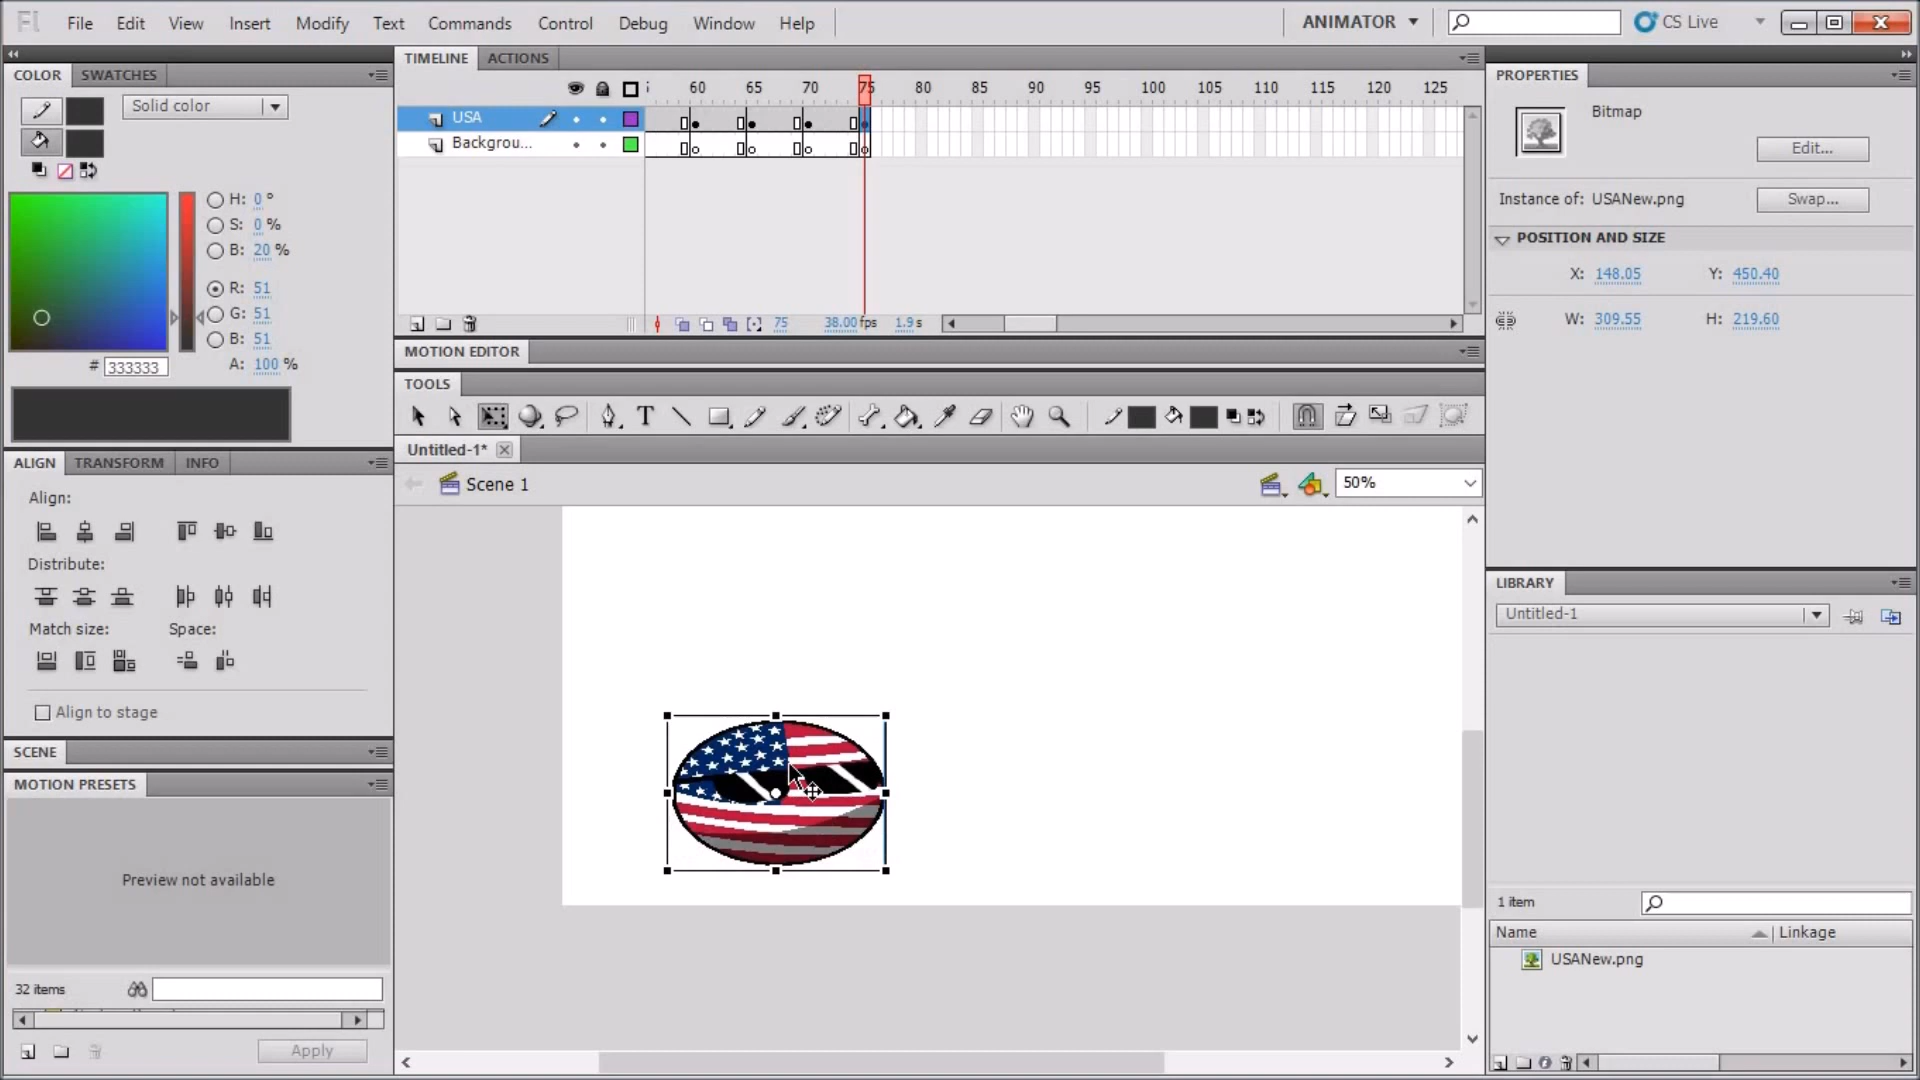 Fl File Edit View Insert Modify Text Commands Control Debug Window Help ANIMATOR CS Live
COLOR SWATCHES
Solid color
H: 0 °
S: 0 %
B: 20 %
R: 51
G: 51
B: 51
# 333333 A: 100 %
ALIGN TRANSFORM INFO
Align:
Distribute:
Match size: Space:
Align to stage
SCENE
MOTION PRESETS
Preview not available
32 items
Apply
TIMELINE ACTIONS
60 65 70 75 80 85 90 95 100 105 110 115 120 125
USA
Backgrou...
75 38.00 fps 1.9 s
MOTION EDITOR
TOOLS
T
Untitled-1*
Scene 1 50%
PROPERTIES
Bitmap
Edit...
Instance of: USANew.png Swap...
POSITION AND SIZE
X: 148.05 Y: 450.40
W: 309.55 H: 219.60
LIBRARY
Untitled-1
1 item
Name Linkage
USANew.png